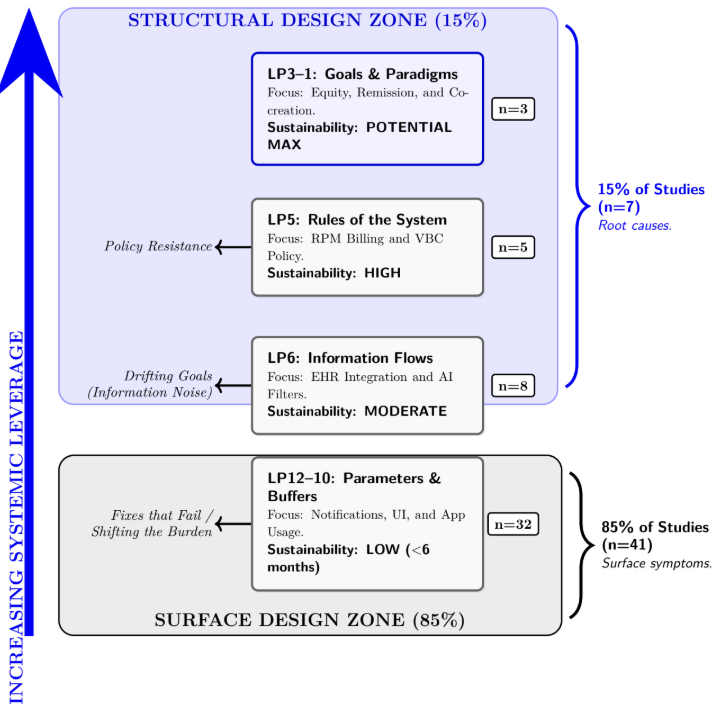 STRUCTURAL DESIGN ZONE (15%)
LP3–1: Goals & Paradigms
Focus: Equity, Remission, and Co-
creation.
Sustainability: POTENTIAL
MAX
n=3
15% of Studies
(n=7)
Root causes.
Policy Resistance
LP5: Rules of the System
Focus: RPM Billing and VBC
Policy.
Sustainability: HIGH
n=5
Drifting Goals
(Information Noise)
LP6: Information Flows
Focus: EHR Integration and AI
Filters.
Sustainability: MODERATE
n=8
Fixes that Fail /
Shifting the Burden
LP12–10: Parameters &
Buffers
Focus: Notifications, UI, and App
Usage.
Sustainability: LOW (<6
months)
n=32
85% of Studies
(n=41)
Surface symptoms.
SURFACE DESIGN ZONE (85%)
INCREASING SYSTEMIC LEVERAGE